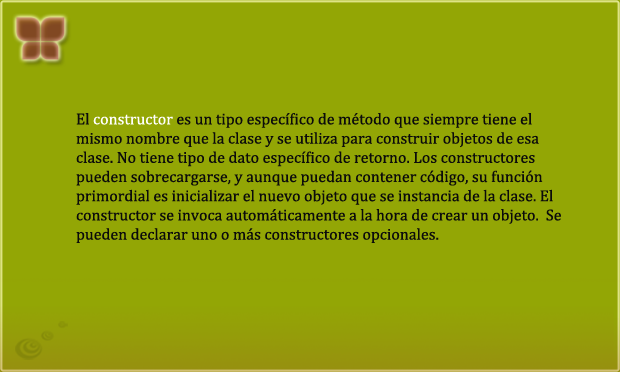 El constructor es un tipo específico de método que siempre tiene el
mismo nombre que la clase y se utiliza para construir objetos de esa
clase. No tiene tipo de dato específico de retorno. Los constructores
pueden sobrecargarse, y aunque puedan contener código, su función
primordial es inicializar el nuevo objeto que se instancia de la clase. El
constructor se invoca automáticamente a la hora de crear un objeto.  Se
pueden declarar uno o más constructores opcionales.